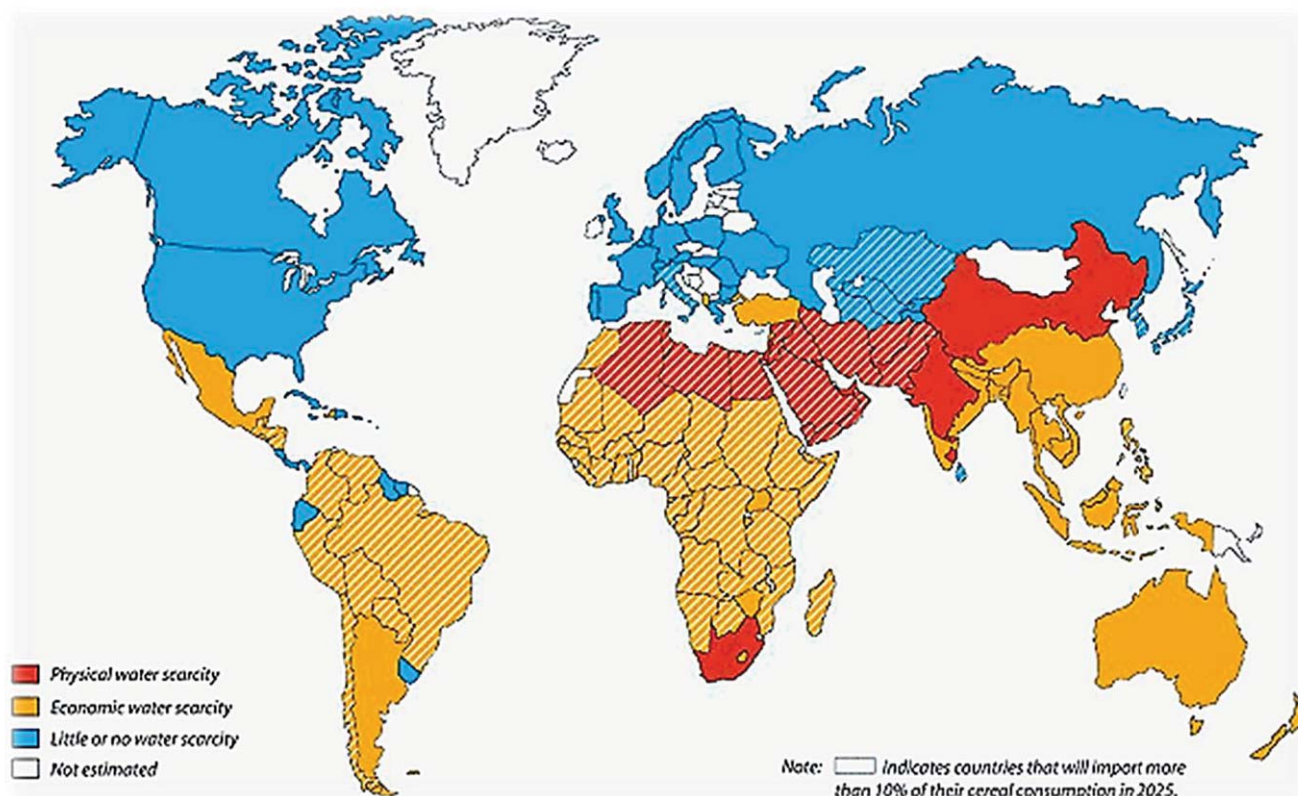 Physical water scarcity
Economic water scarcity
Little or no water scarcity
Not estimated
Note: Indicates countries that will import more
than 10% of their cereal consumption in 2025.